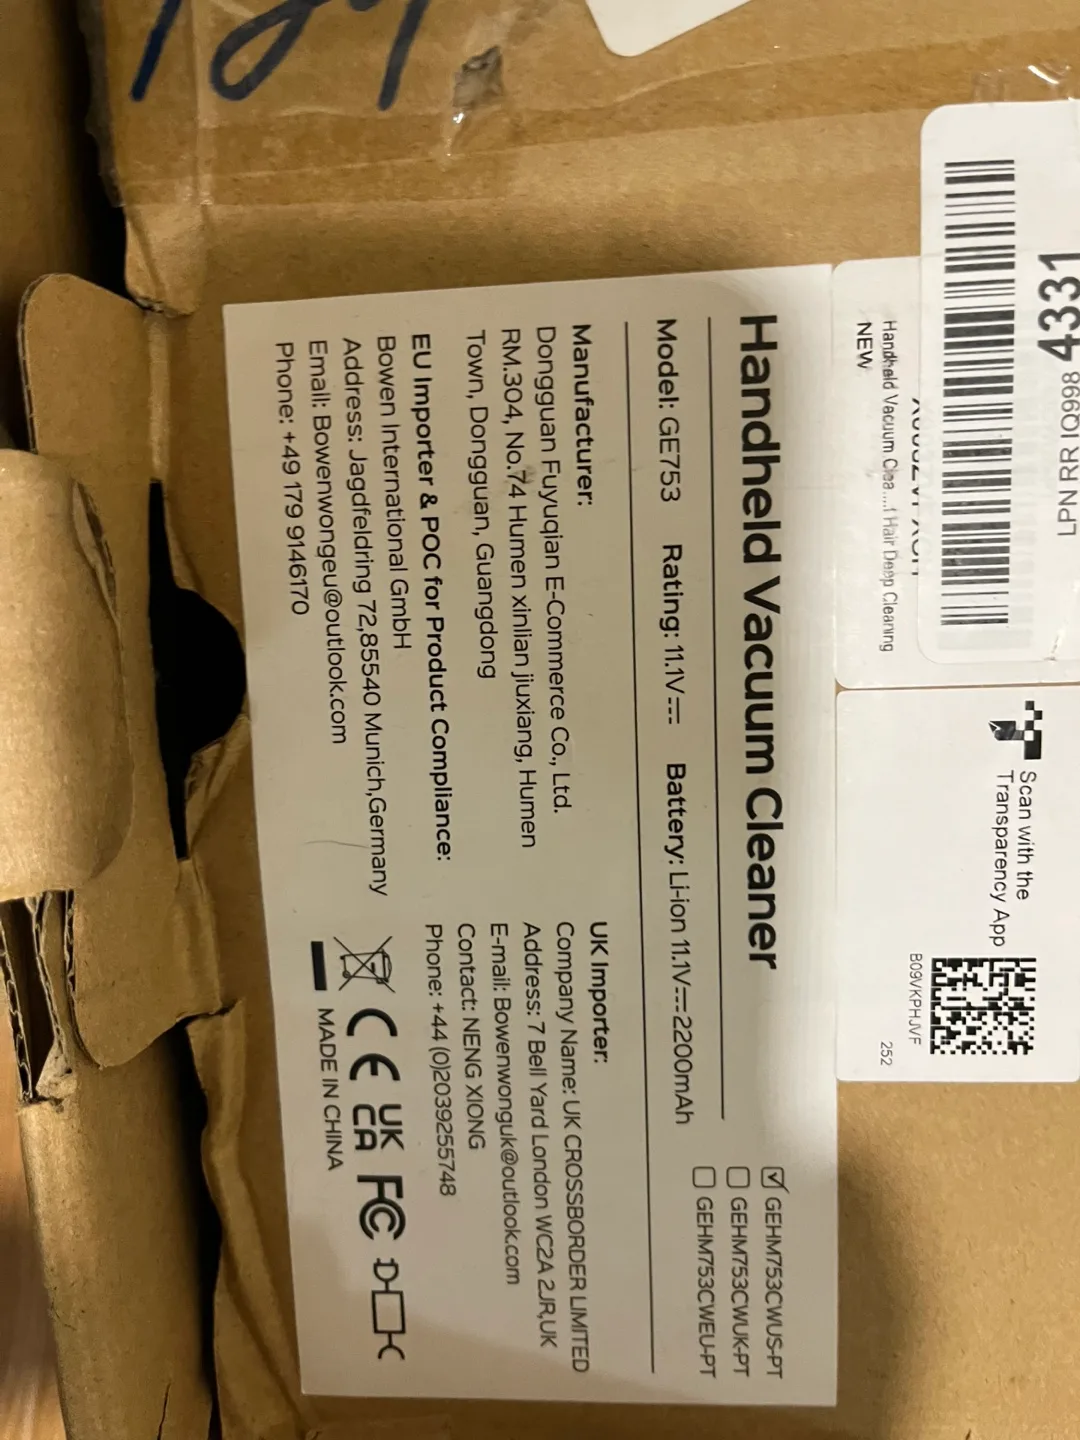 LPN RR IQ998 4331
Handheld Vacuum Clea....t Hair Deep Cleaning
NEW
Scan with the
Transparency App
B09VKPHJVF
252
Handheld Vacuum Cleaner
Model: GE753 Rating: 11.1V⎓ Battery: Li-ion 11.1V⎓2200mAh
☑ GEHM753CWUS-PT
☐ GEHM753CWUK-PT
☐ GEHM753CWEU-PT
Manufacturer:
Dongguan Fuyuqian E-Commerce Co., Ltd.
RM.304, No.74 Humen xinlian jiuxiang, Humen
Town, Dongguan, Guangdong
EU Importer & POC for Product Compliance:
Bowen International GmbH
Address: Jagdfeldring 72,85540 Munich,Germany
Email: Bowenwongeu@outlook.com
Phone: +49 179 9146170
UK Importer:
Company Name: UK CROSSBORDER LIMITED
Address: 7 Bell Yard London WC2A 2JR,UK
E-mail: Bowenwonguk@outlook.com
Contact: NENG XIONG
Phone: +44 (0)2039255748
CE UK CA FC
MADE IN CHINA